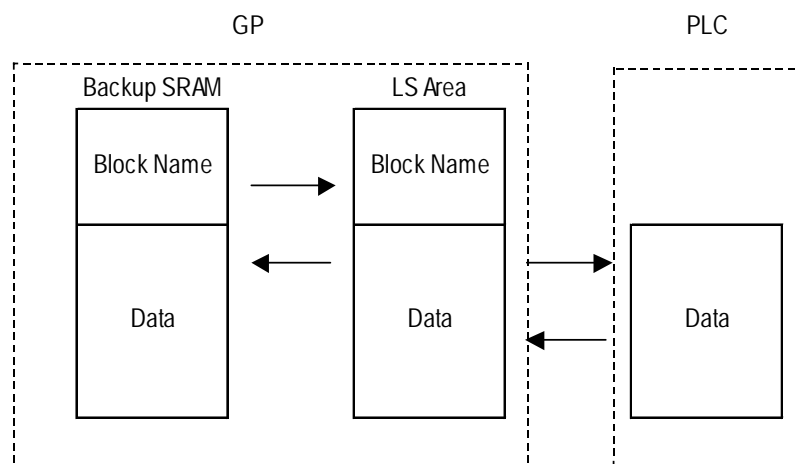 GP
PLC
Backup SRAM
LS Area
Block Name
Block Name
Data
Data
Data